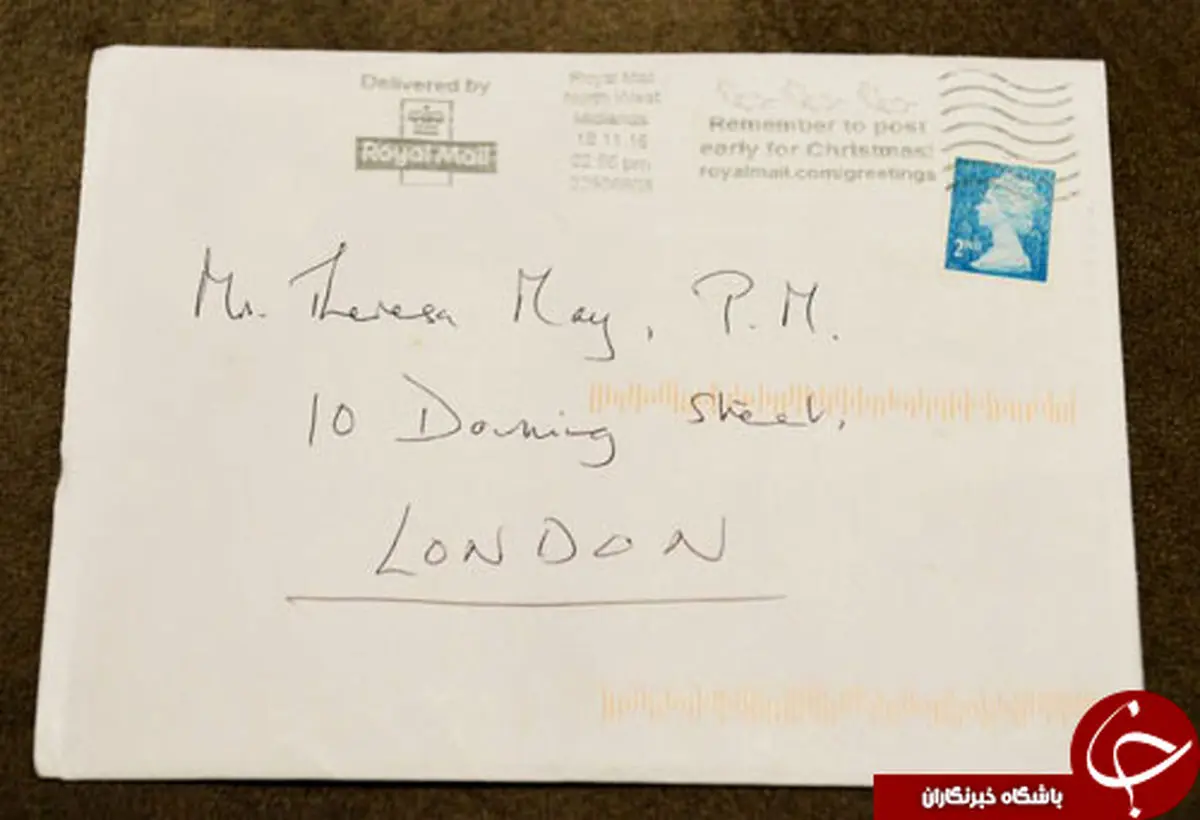 Delivered by
Royal Mail
Royal Mail
North West
Midlands
Remember to post
early for Christmas!
royalmail.com/greetings
2ND
Mr. Theresa May, P.M.
10 Downing Street,
LONDON
باشگاه خبرنگاران